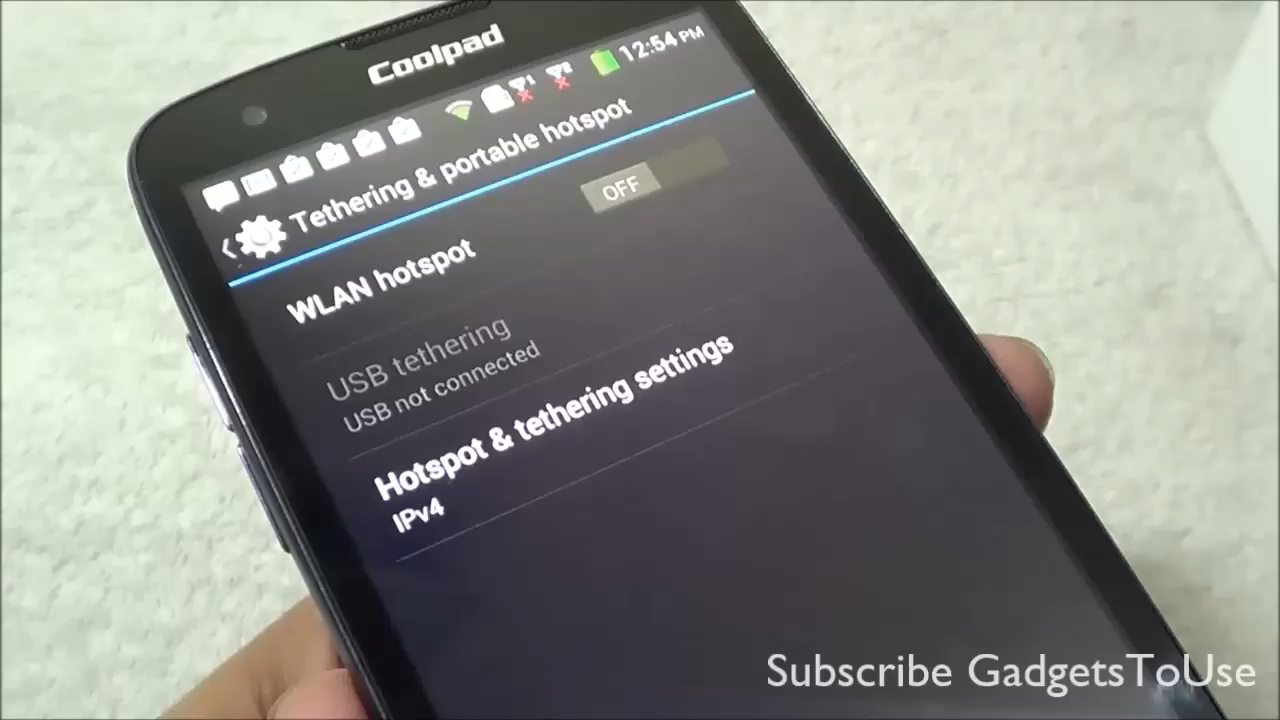 Coolpad
12:54 PM
Tethering & portable hotspot
WLAN hotspot
OFF
USB tethering
USB not connected
Hotspot & tethering settings
IPv4
Subscribe GadgetsToUse